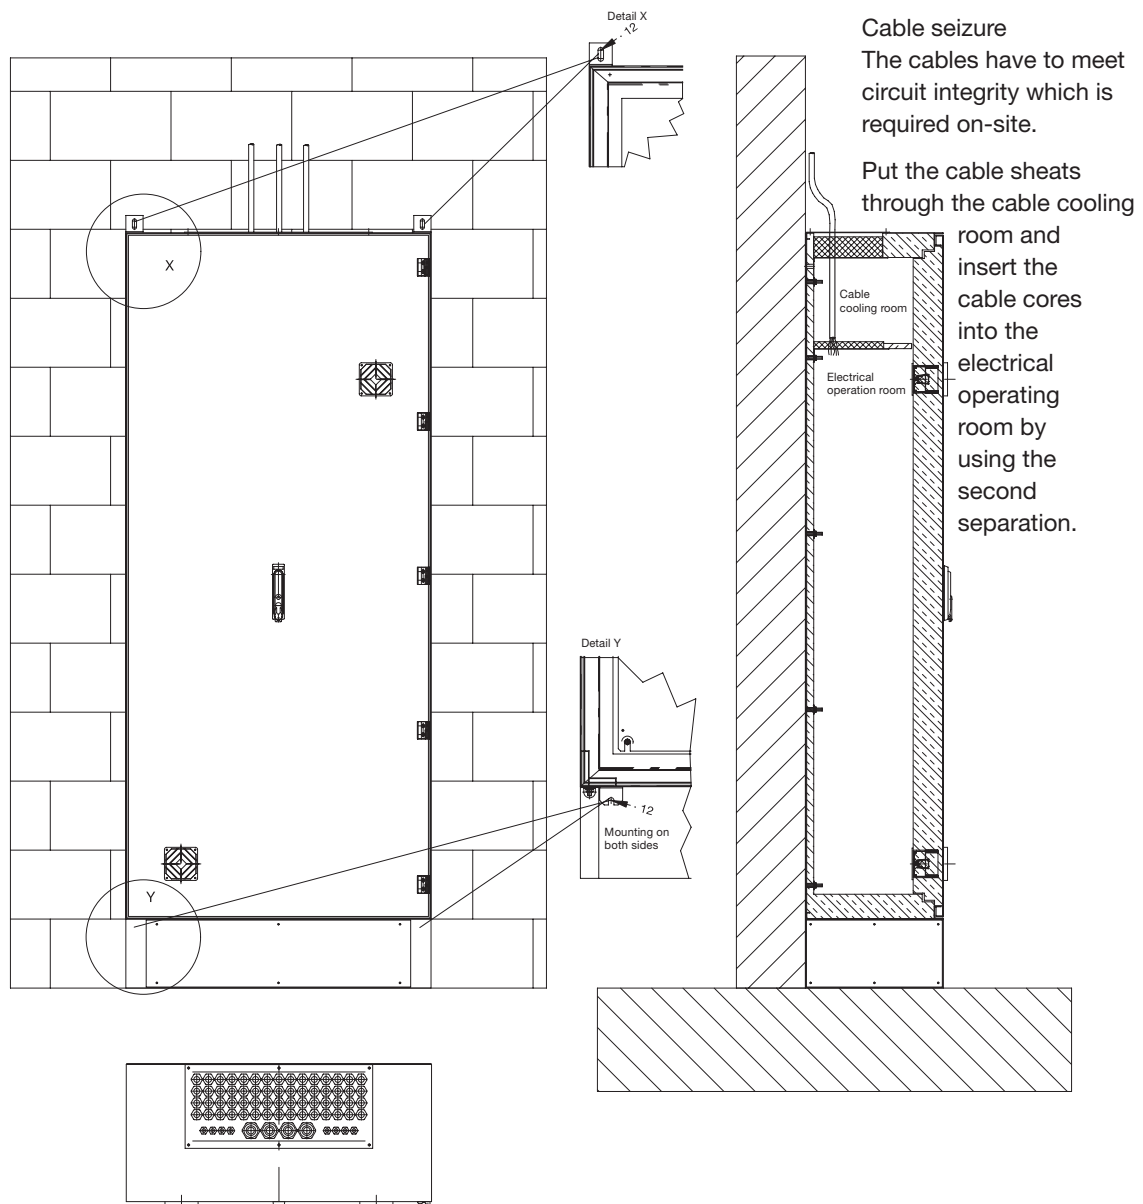 Detail X
12
Cable seizure
The cables have to meet
circuit integrity which is
required on-site.
Put the cable sheats
through the cable cooling
room and
insert the
cable cores
into the
electrical
operating
room by
using the
second
separation.
X
Cable
cooling room
Electrical
operation room
Detail Y
12
Mounting on
both sides
Y